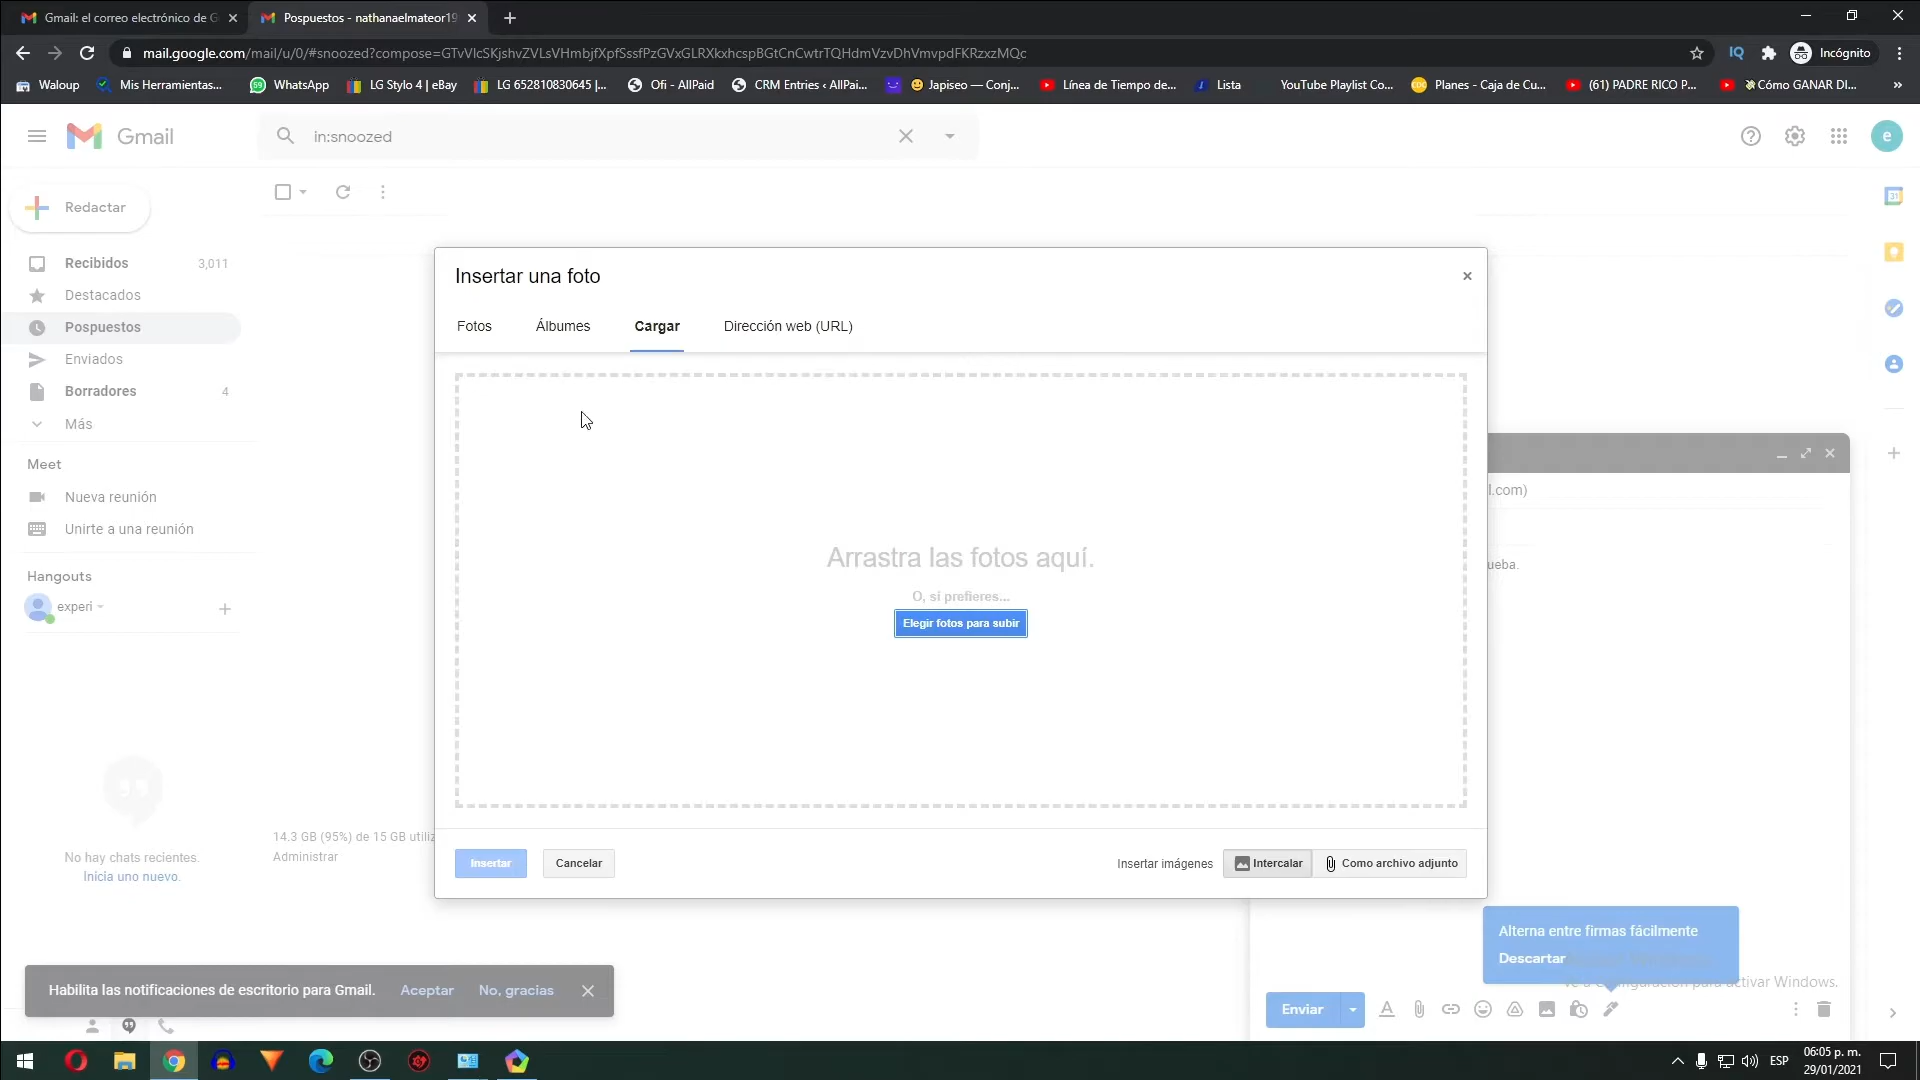 Gmail: el correo electrónico de G
Pospuestos - nathanaelmateor19
mail.google.com/mail/u/0/#snoozed?compose=GTvVlcSKjshvZVLsVHmbjfXpfSssfPzGVxGLRXkxhcspBGtCnCwtrTQHdmVzvDhVmvpdFKRzxzMQc
Incógnito
Waloup
Mis Herramientas...
WhatsApp
LG Stylo 4 | eBay
LG 652810830645 |...
Ofi - AllPaid
CRM Entries ‹ AllPai...
Japiseo — Conj...
Línea de Tiempo de...
Lista
YouTube Playlist Co...
Planes - Caja de Cu...
(61) PADRE RICO P...
Cómo GANAR DI...
Gmail
in:snoozed
e
Redactar
Recibidos 3,011
Destacados
Pospuestos
Enviados
Borradores 4
Más
Meet
Nueva reunión
Unirte a una reunión
Hangouts
experi
No hay chats recientes.
Inicia uno nuevo.
14.3 GB (95%) de 15 GB utiliz
Administrar
Insertar una foto
Fotos
Álbumes
Cargar
Dirección web (URL)
Arrastra las fotos aquí.
O, si prefieres...
Elegir fotos para subir
Insertar
Cancelar
Insertar imágenes
Intercalar
Como archivo adjunto
l.com)
ueba.
Alterna entre firmas fácilmente
Descartar
activar Windows.
Enviar
Habilita las notificaciones de escritorio para Gmail.
Aceptar
No, gracias
ESP
06:05 p. m.
29/01/2021